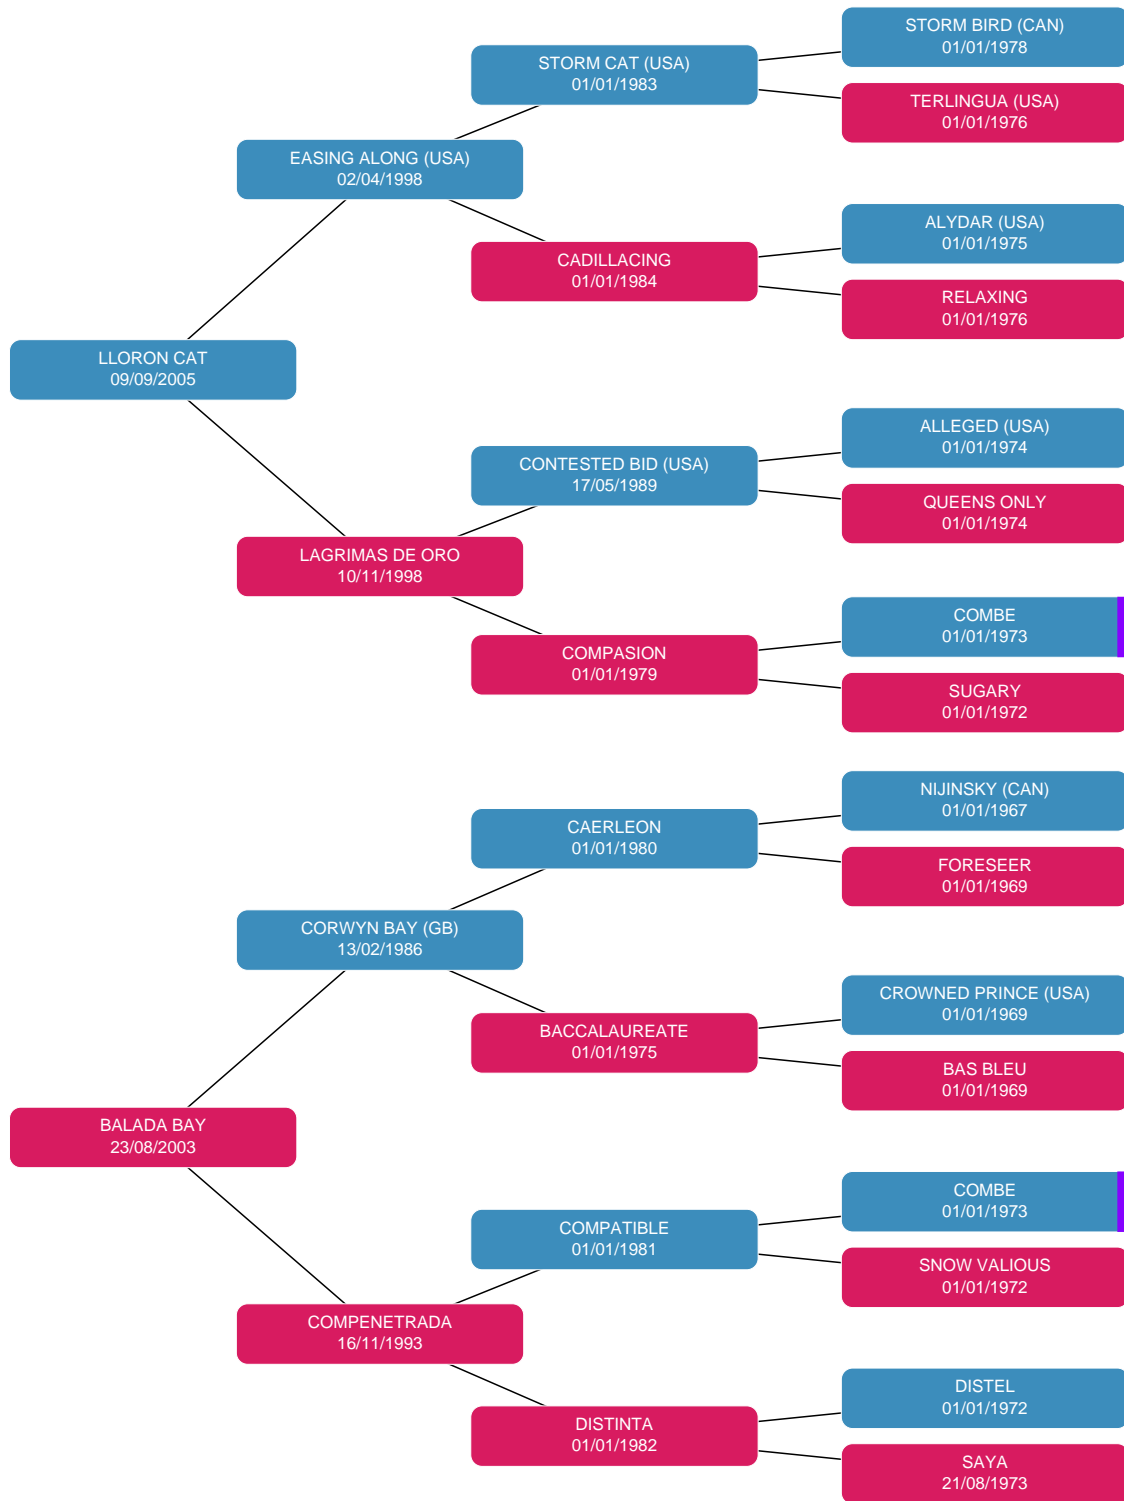 STORM BIRD (CAN)
01/01/1978
STORM CAT (USA)
01/01/1983
TERLINGUA (USA)
01/01/1976
EASING ALONG (USA)
02/04/1998
ALYDAR (USA)
01/01/1975
CADILLACING
01/01/1984
RELAXING
01/01/1976
LLORON CAT
09/09/2005
ALLEGED (USA)
01/01/1974
CONTESTED BID (USA)
17/05/1989
QUEENS ONLY
01/01/1974
LAGRIMAS DE ORO
10/11/1998
COMBE
01/01/1973
COMPASION
01/01/1979
SUGARY
01/01/1972
NIJINSKY (CAN)
01/01/1967
CAERLEON
01/01/1980
FORESEER
01/01/1969
CORWYN BAY (GB)
13/02/1986
CROWNED PRINCE (USA)
01/01/1969
BACCALAUREATE
01/01/1975
BAS BLEU
01/01/1969
BALADA BAY
23/08/2003
COMBE
01/01/1973
COMPATIBLE
01/01/1981
SNOW VALIOUS
01/01/1972
COMPENETRADA
16/11/1993
DISTEL
01/01/1972
DISTINTA
01/01/1982
SAYA
21/08/1973